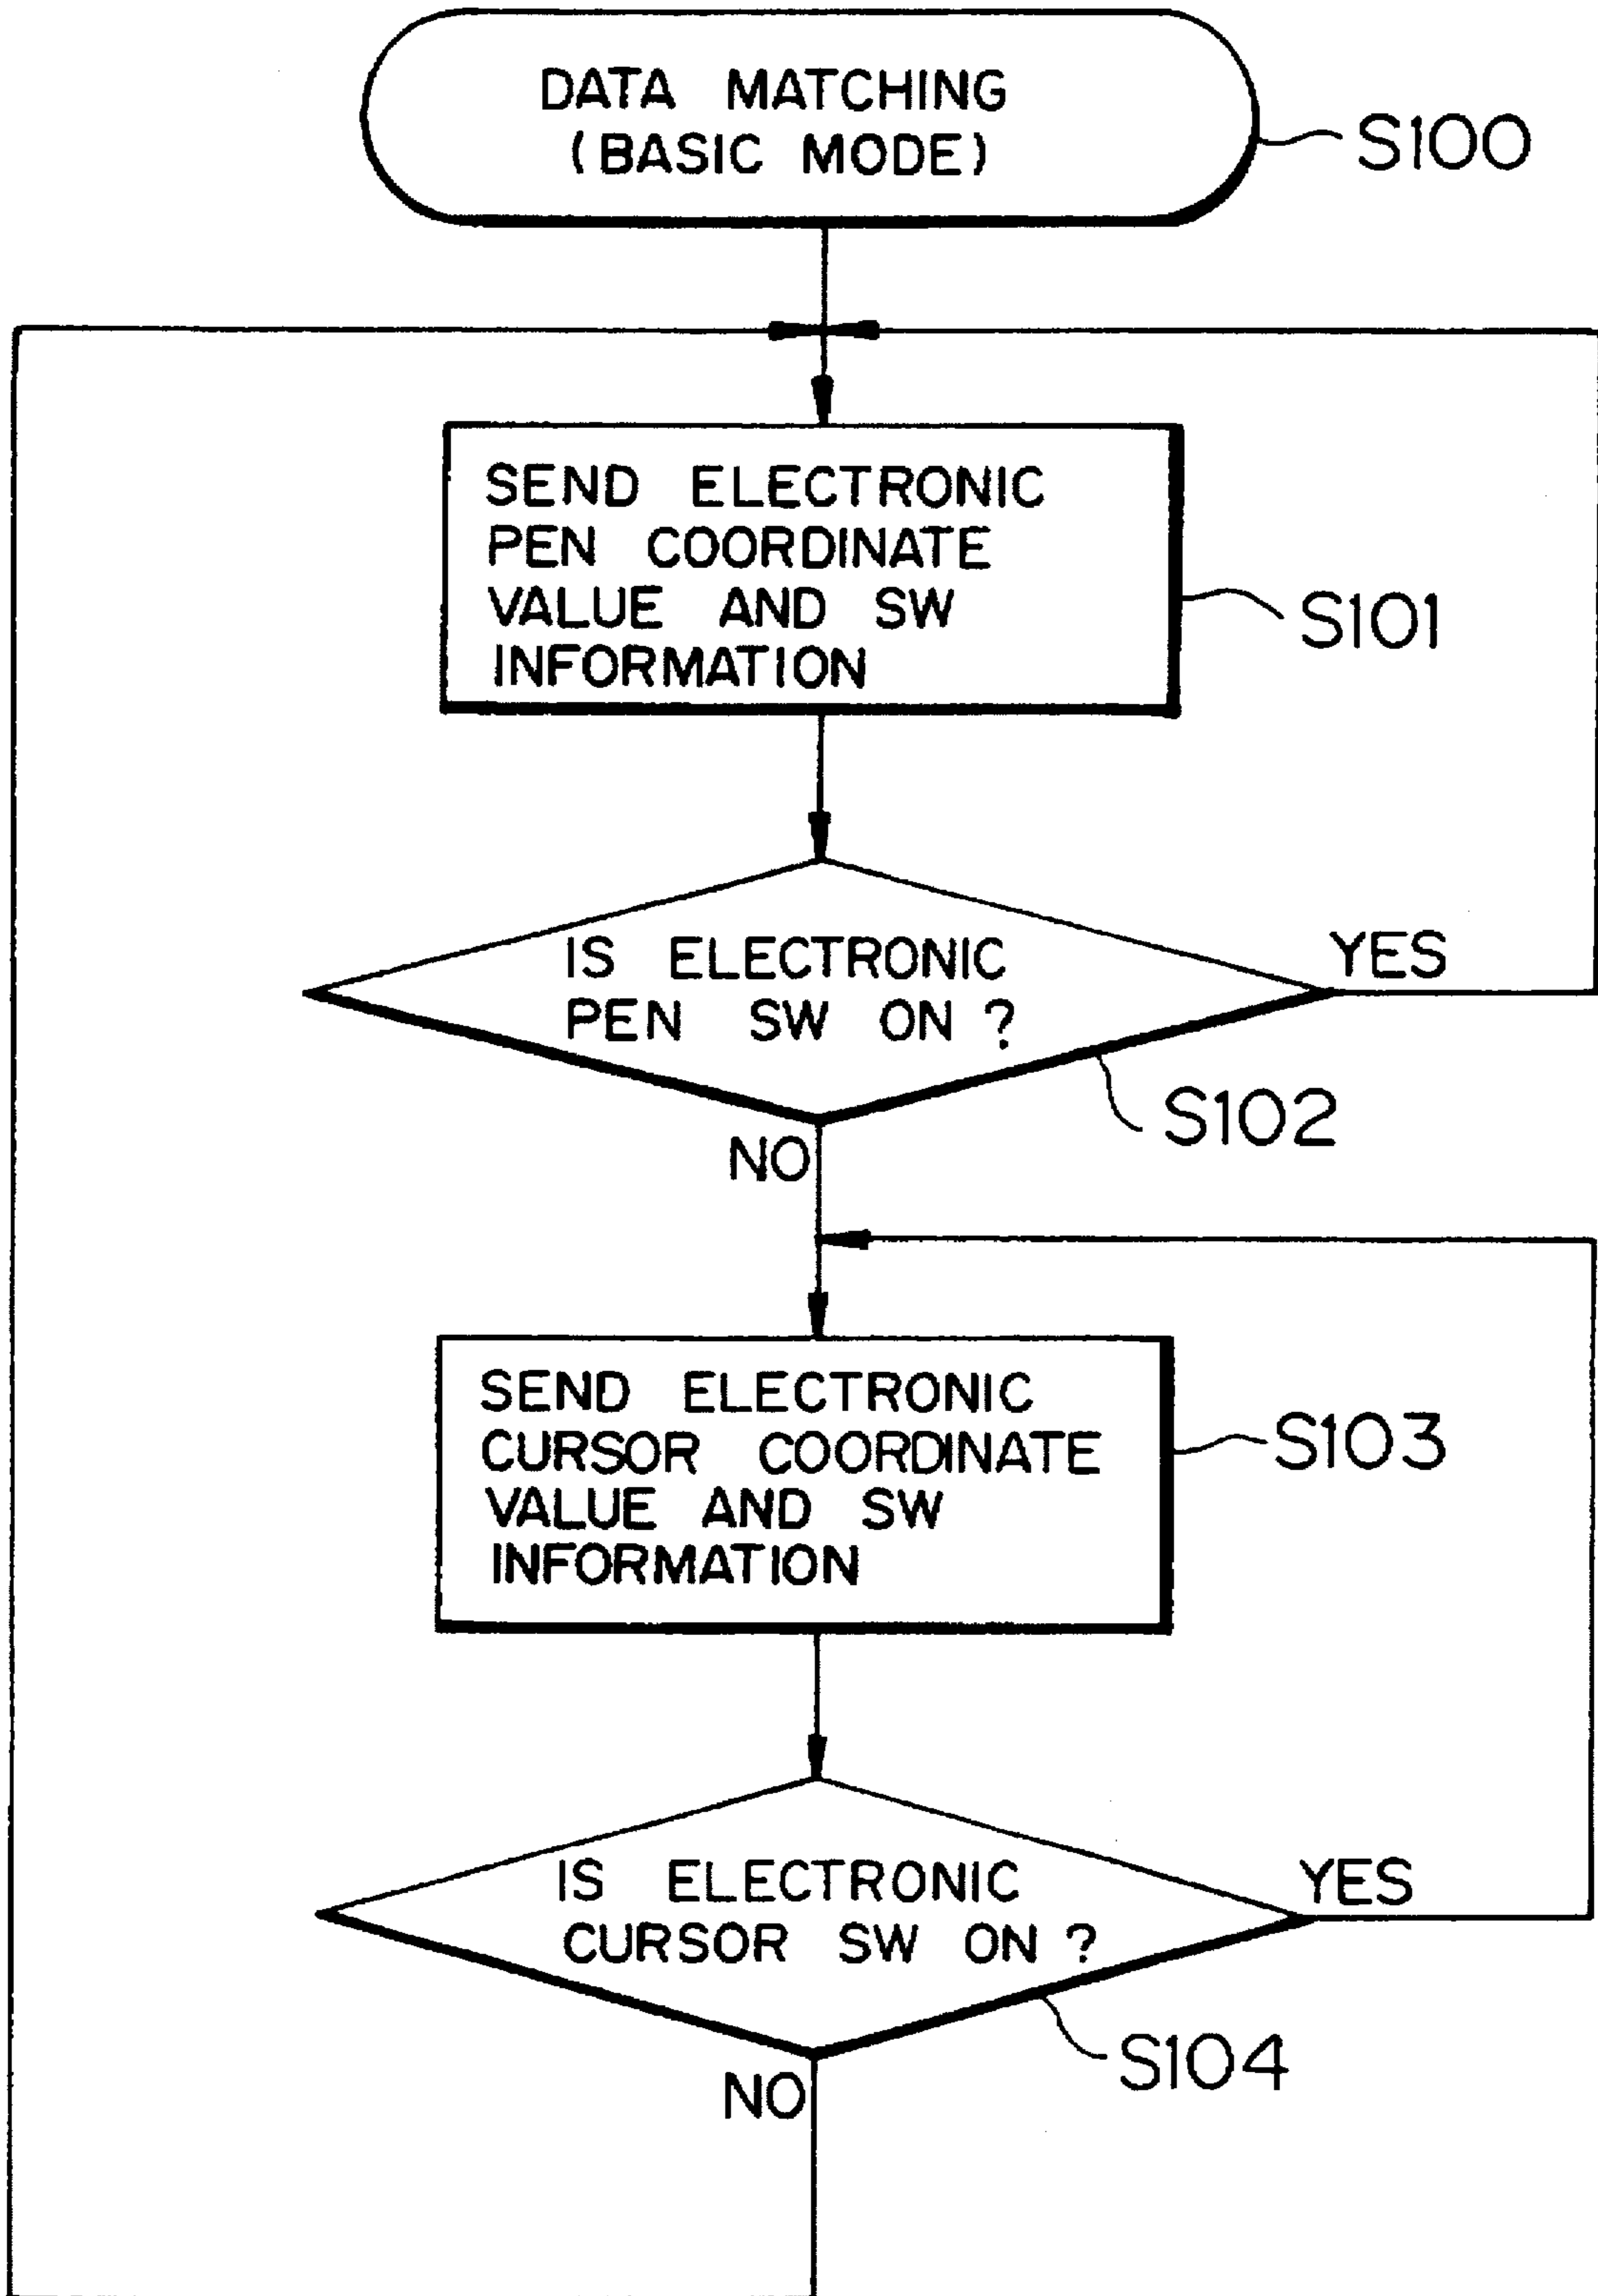 DATA MATCHING
(BASIC MODE)
S100
SEND ELECTRONIC
PEN COORDINATE
VALUE AND SW
INFORMATION
S101
IS ELECTRONIC
PEN SW ON ?
YES
S102
NO
SEND ELECTRONIC
CURSOR COORDINATE
VALUE AND SW
INFORMATION
S103
IS ELECTRONIC
CURSOR SW ON ?
YES
S104
NO